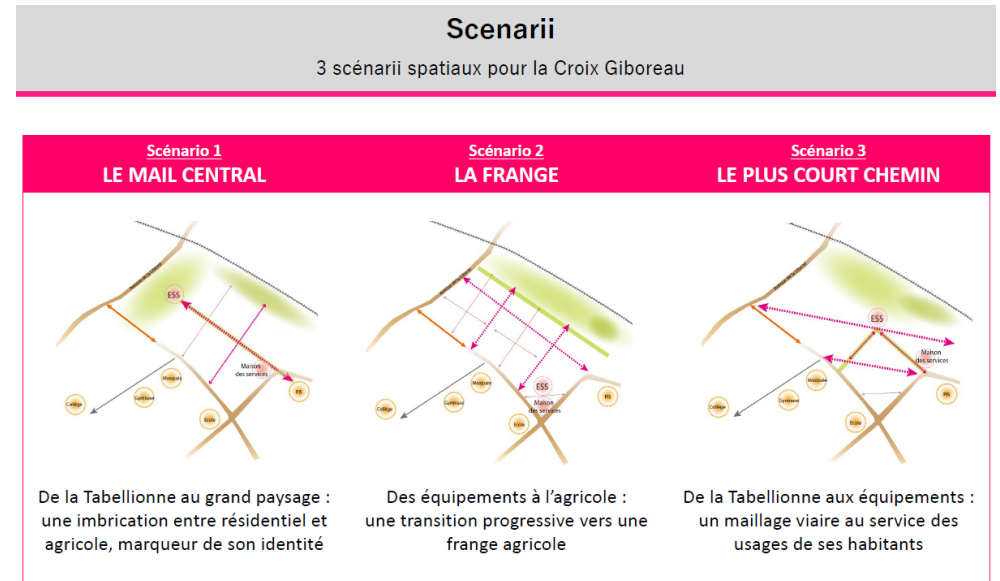 Scenarii
3 scénarii spatiaux pour la Croix Giboreau
Scénario 1
LE MAIL CENTRAL
Scénario 2
LA FRANGE
Scénario 3
LE PLUS COURT CHEMIN
ESS
Maison
des services
Mosquée
Gymnase
Collège
Ecole
PIS
ESS
Maison
des services
Mosquée
Gymnase
Collège
Ecole
PIS
ESS
Maison
des services
Mosquée
Gymnase
Collège
Ecole
PIS
De la Tabellionne au grand paysage :
une imbrication entre résidentiel et
agricole, marqueur de son identité
Des équipements à l’agricole :
une transition progressive vers une
frange agricole
De la Tabellionne aux équipements :
un maillage viaire au service des
usages de ses habitants